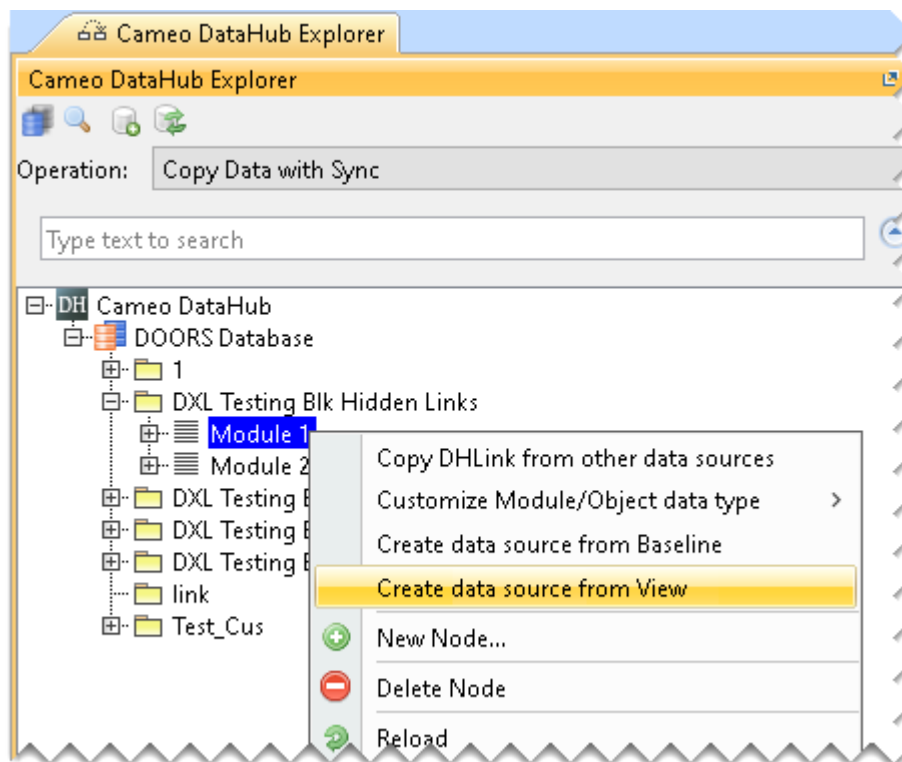 Cameo DataHub Explorer
Cameo DataHub Explorer
Operation: Copy Data with Sync
Type text to search
DH Cameo DataHub
DOORS Database
1
DXL Testing Blk Hidden Links
Module 1
Copy DHLink from other data sources
Module 2
Customize Module/Object data type
DXL Testing
Create data source from Baseline
DXL Testing
DXL Testing
Create data source from View
link
Test_Cus
New Node...
Delete Node
Reload